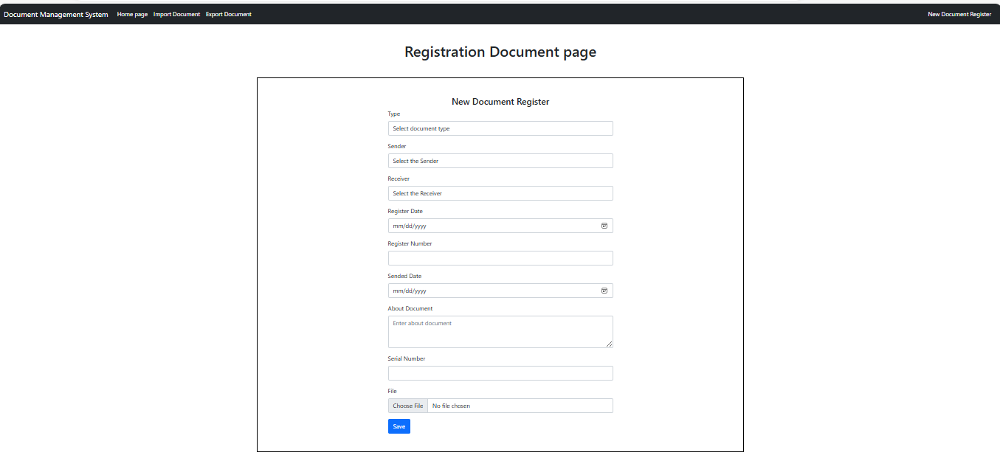 Document Management System Home page Import Document Export Document New Document Register
Registration Document page
New Document Register
Type
Select document type
Sender
Select the Sender
Receiver
Select the Receiver
Register Date
mm/dd/yyyy
Register Number
Sended Date
mm/dd/yyyy
About Document
Enter about document
Serial Number
File
Choose File No file chosen
Save